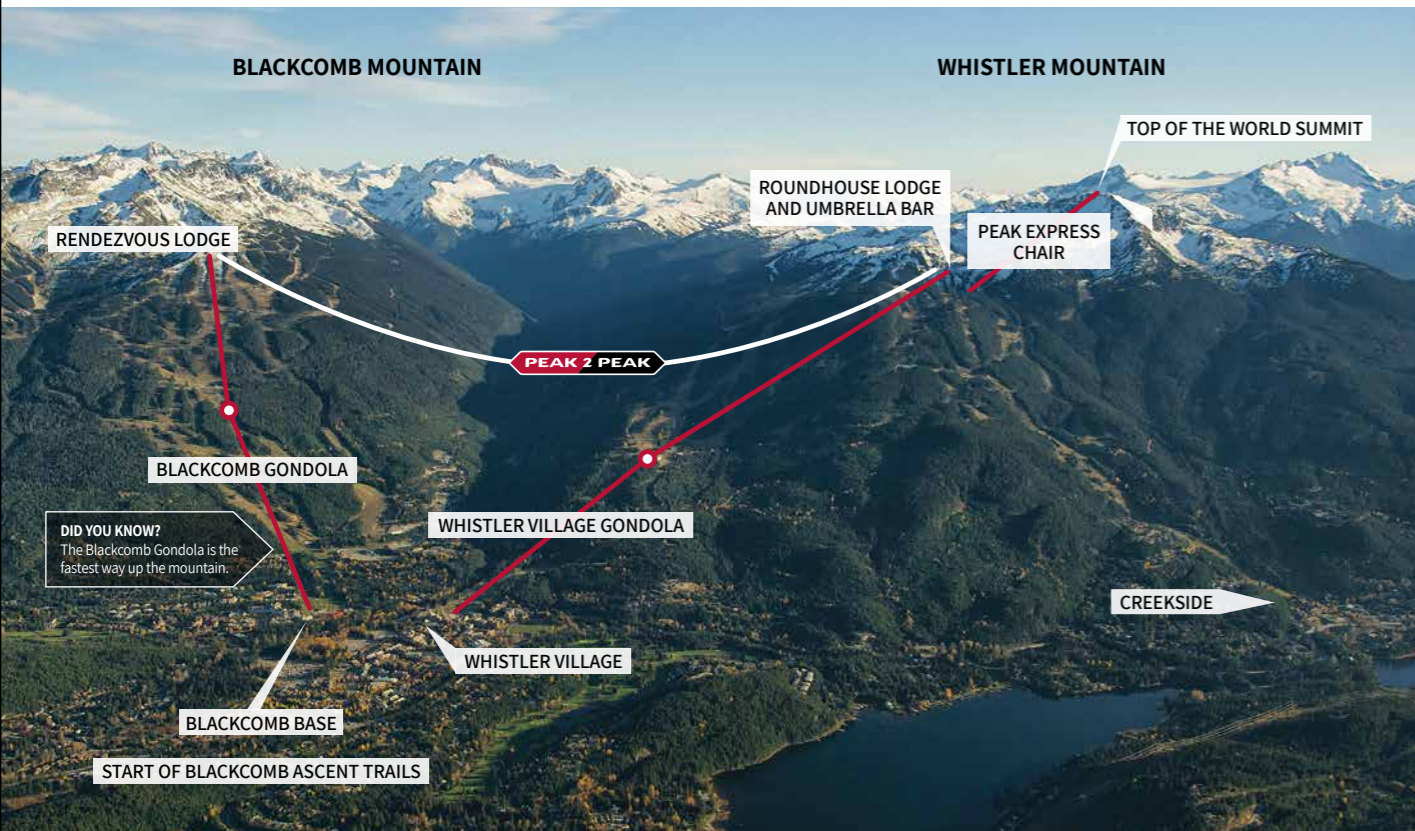 BLACKCOMB MOUNTAIN
WHISTLER MOUNTAIN
TOP OF THE WORLD SUMMIT
ROUNDHOUSE LODGE
AND UMBRELLA BAR
PEAK EXPRESS
CHAIR
RENDEZVOUS LODGE
PEAK 2 PEAK
BLACKCOMB GONDOLA
WHISTLER VILLAGE GONDOLA
DID YOU KNOW?
The Blackcomb Gondola is the
fastest way up the mountain.
CREEKSIDE
WHISTLER VILLAGE
BLACKCOMB BASE
START OF BLACKCOMB ASCENT TRAILS